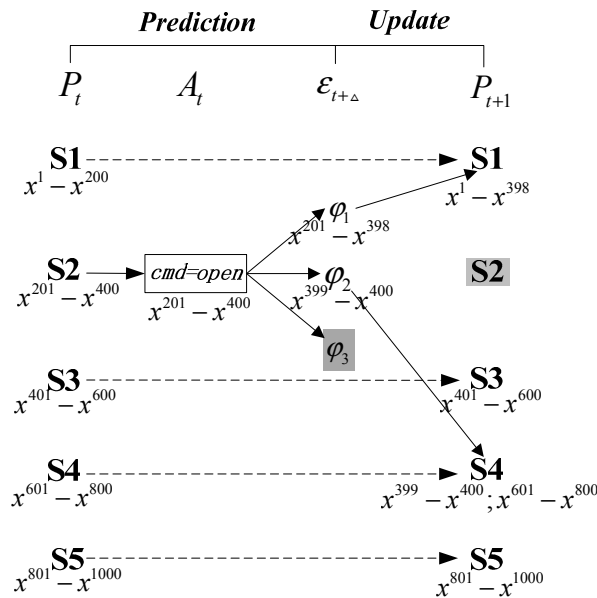 Prediction Update
P_t A_t ε_{t+△} P_{t+1}
S1 S1
x^1 − x^200 x^1 − x^398
φ_1
x^201 − x^398
S2 cmd=open φ_2 S2
x^201 − x^400 x^201 − x^400 x^399 − x^400
φ_3
S3 S3
x^401 − x^600 x^401 − x^600
S4 S4
x^601 − x^800 x^399 − x^400 ; x^601 − x^800
S5 S5
x^801 − x^1000 x^801 − x^1000